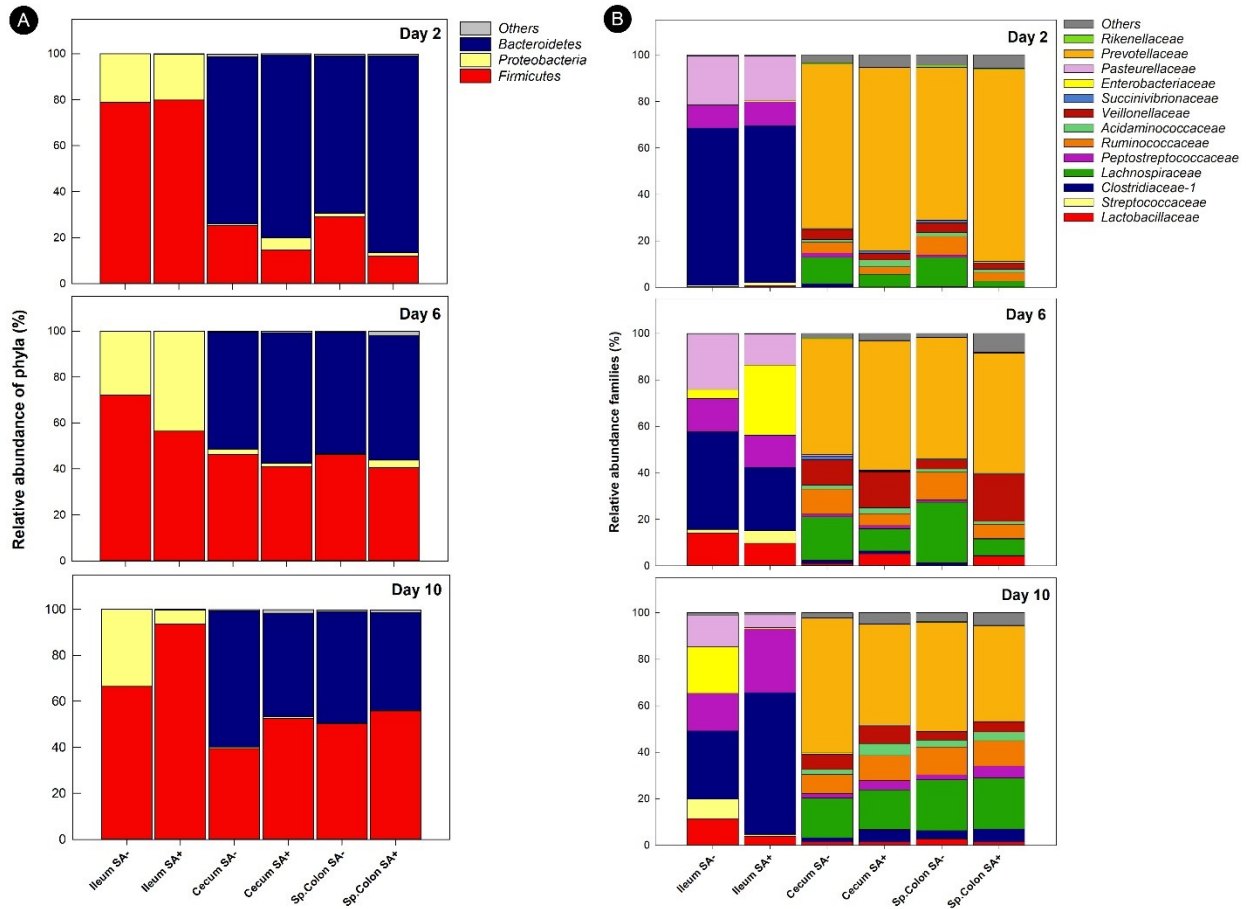 A
Others
Bacteroidetes
Proteobacteria
Firmicutes
Relative abundance of phyla (%)
Day 2
100
80
60
40
20
0
Day 6
100
80
60
40
20
0
Day 10
100
80
60
40
20
0
Ileum SA-
Ileum SA+
Cecum SA-
Cecum SA+
Sp.Colon SA-
Sp.Colon SA+
B
Others
Rikenellaceae
Prevotellaceae
Pasteurellaceae
Enterobacteriaceae
Succinivibrionaceae
Veillonellaceae
Acidaminococcaceae
Ruminococcaceae
Peptostreptococcaceae
Lachnospiraceae
Clostridiaceae-1
Streptococcaceae
Lactobacillaceae
Relative abundance families (%)
Day 2
100
80
60
40
20
0
Day 6
100
80
60
40
20
0
Day 10
100
80
60
40
20
0
Ileum SA-
Ileum SA+
Cecum SA-
Cecum SA+
Sp.Colon SA-
Sp.Colon SA+